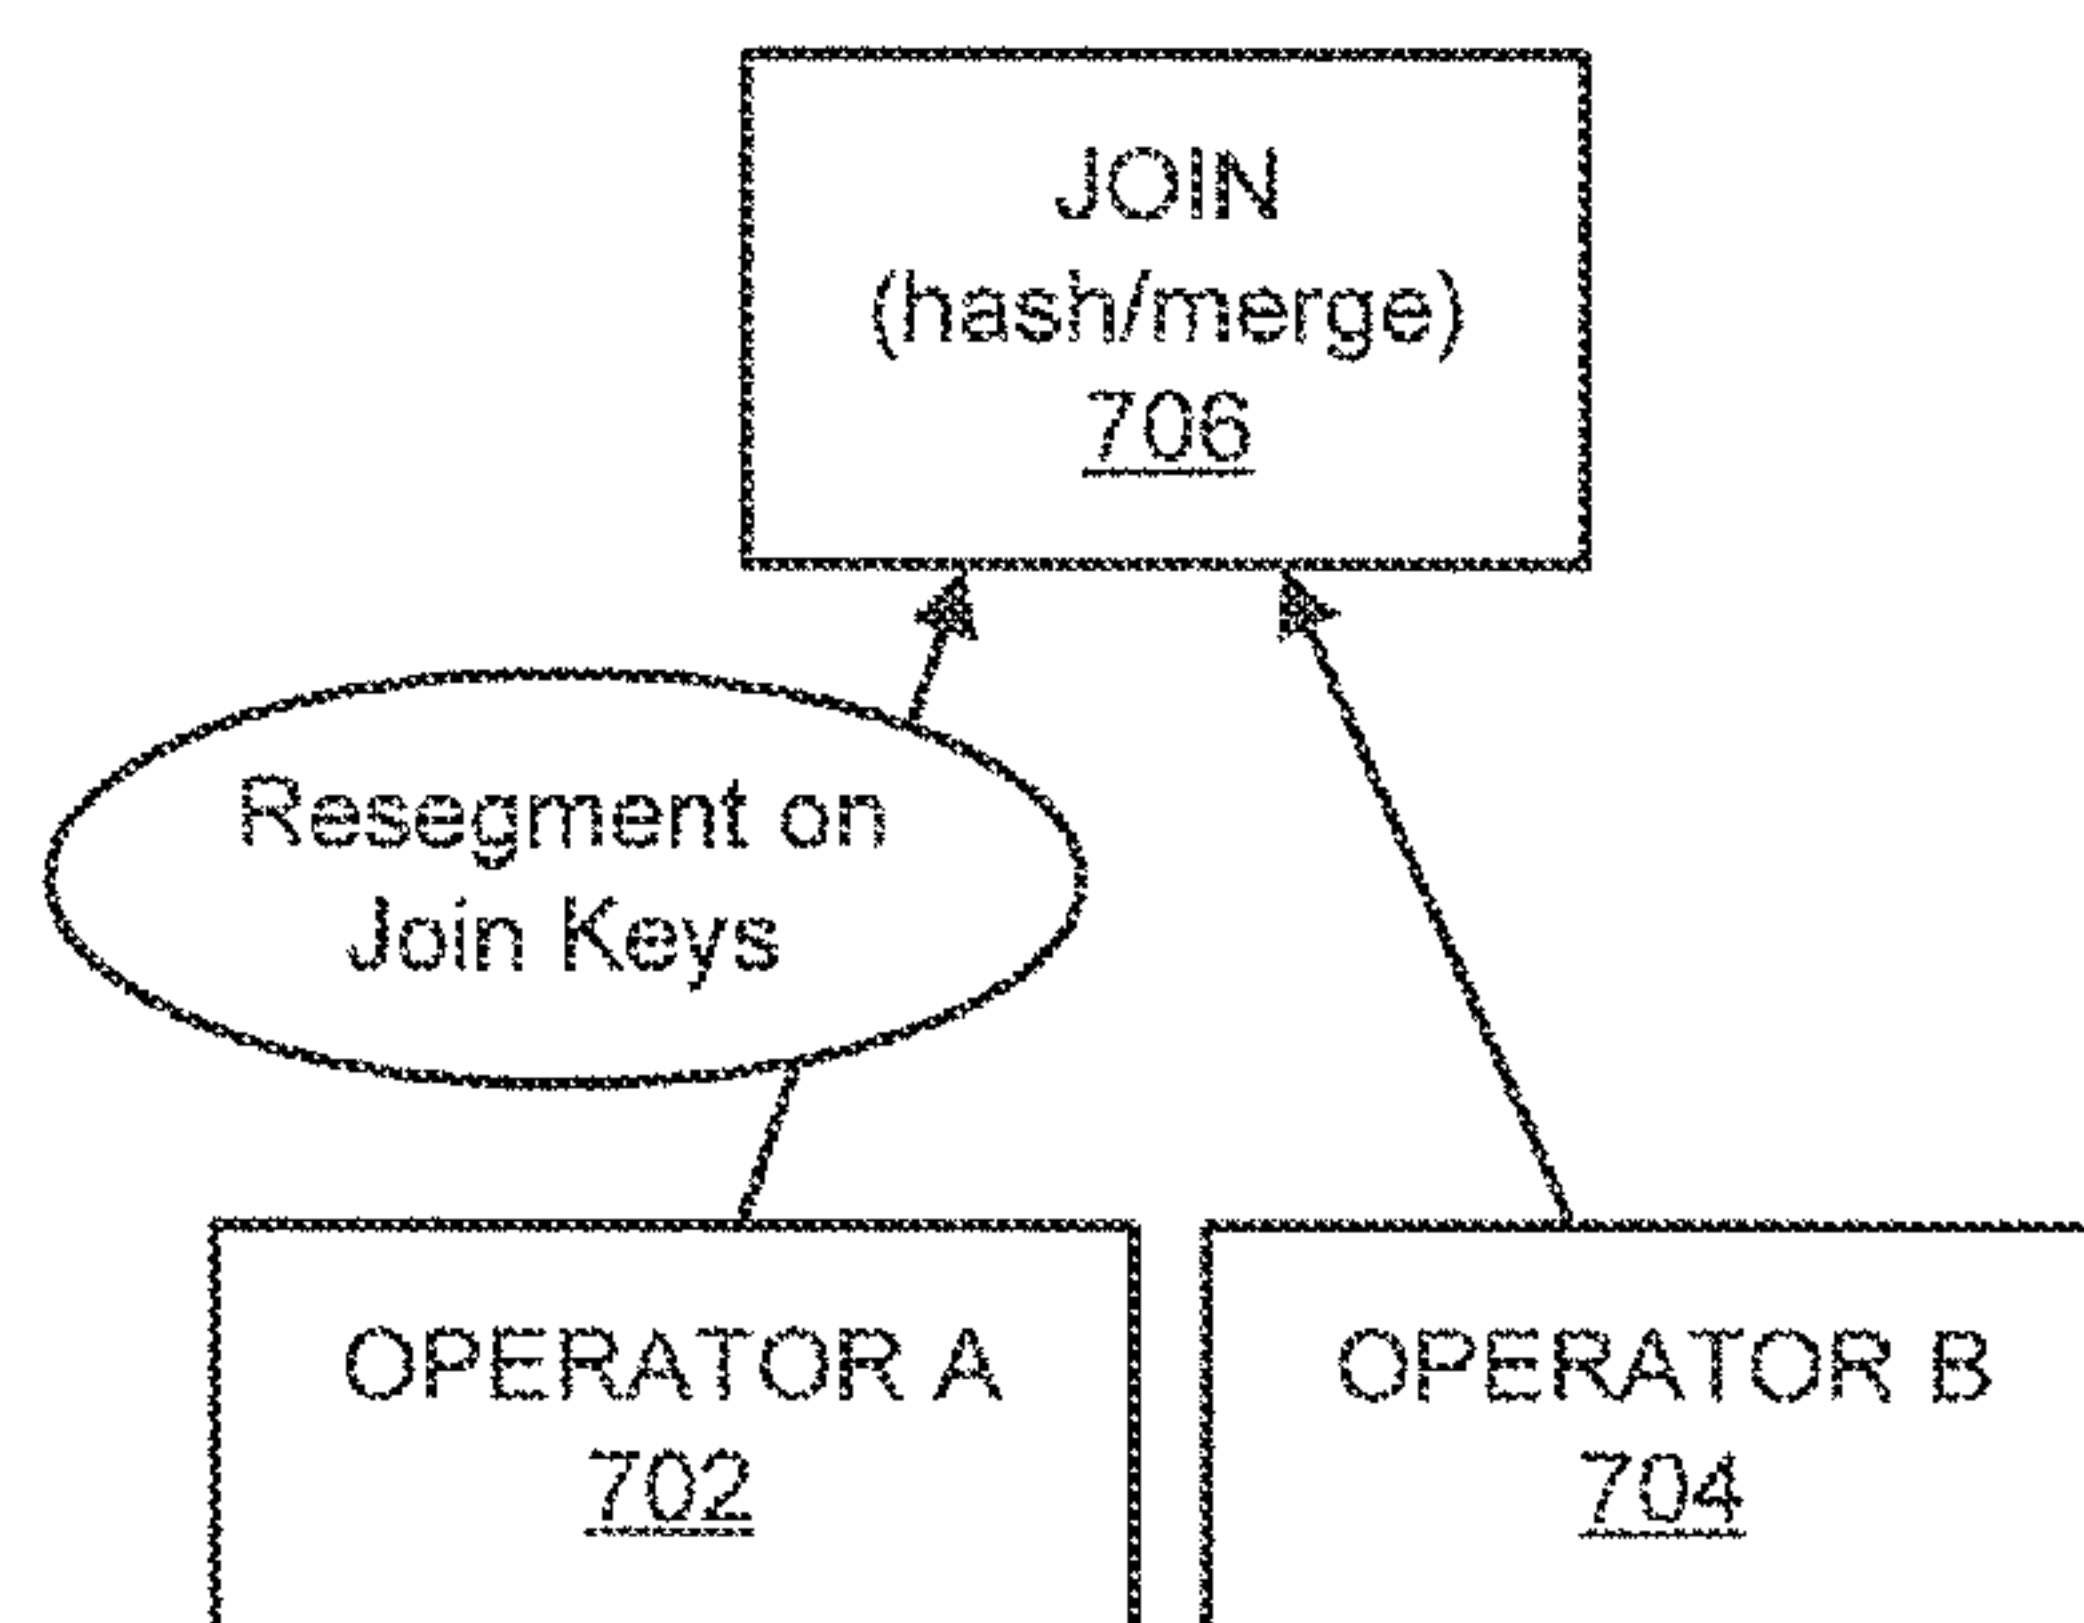 JOIN
(hash/merge)
706
Resegment on
Join Keys
OPERATOR A
702
OPERATOR B
704